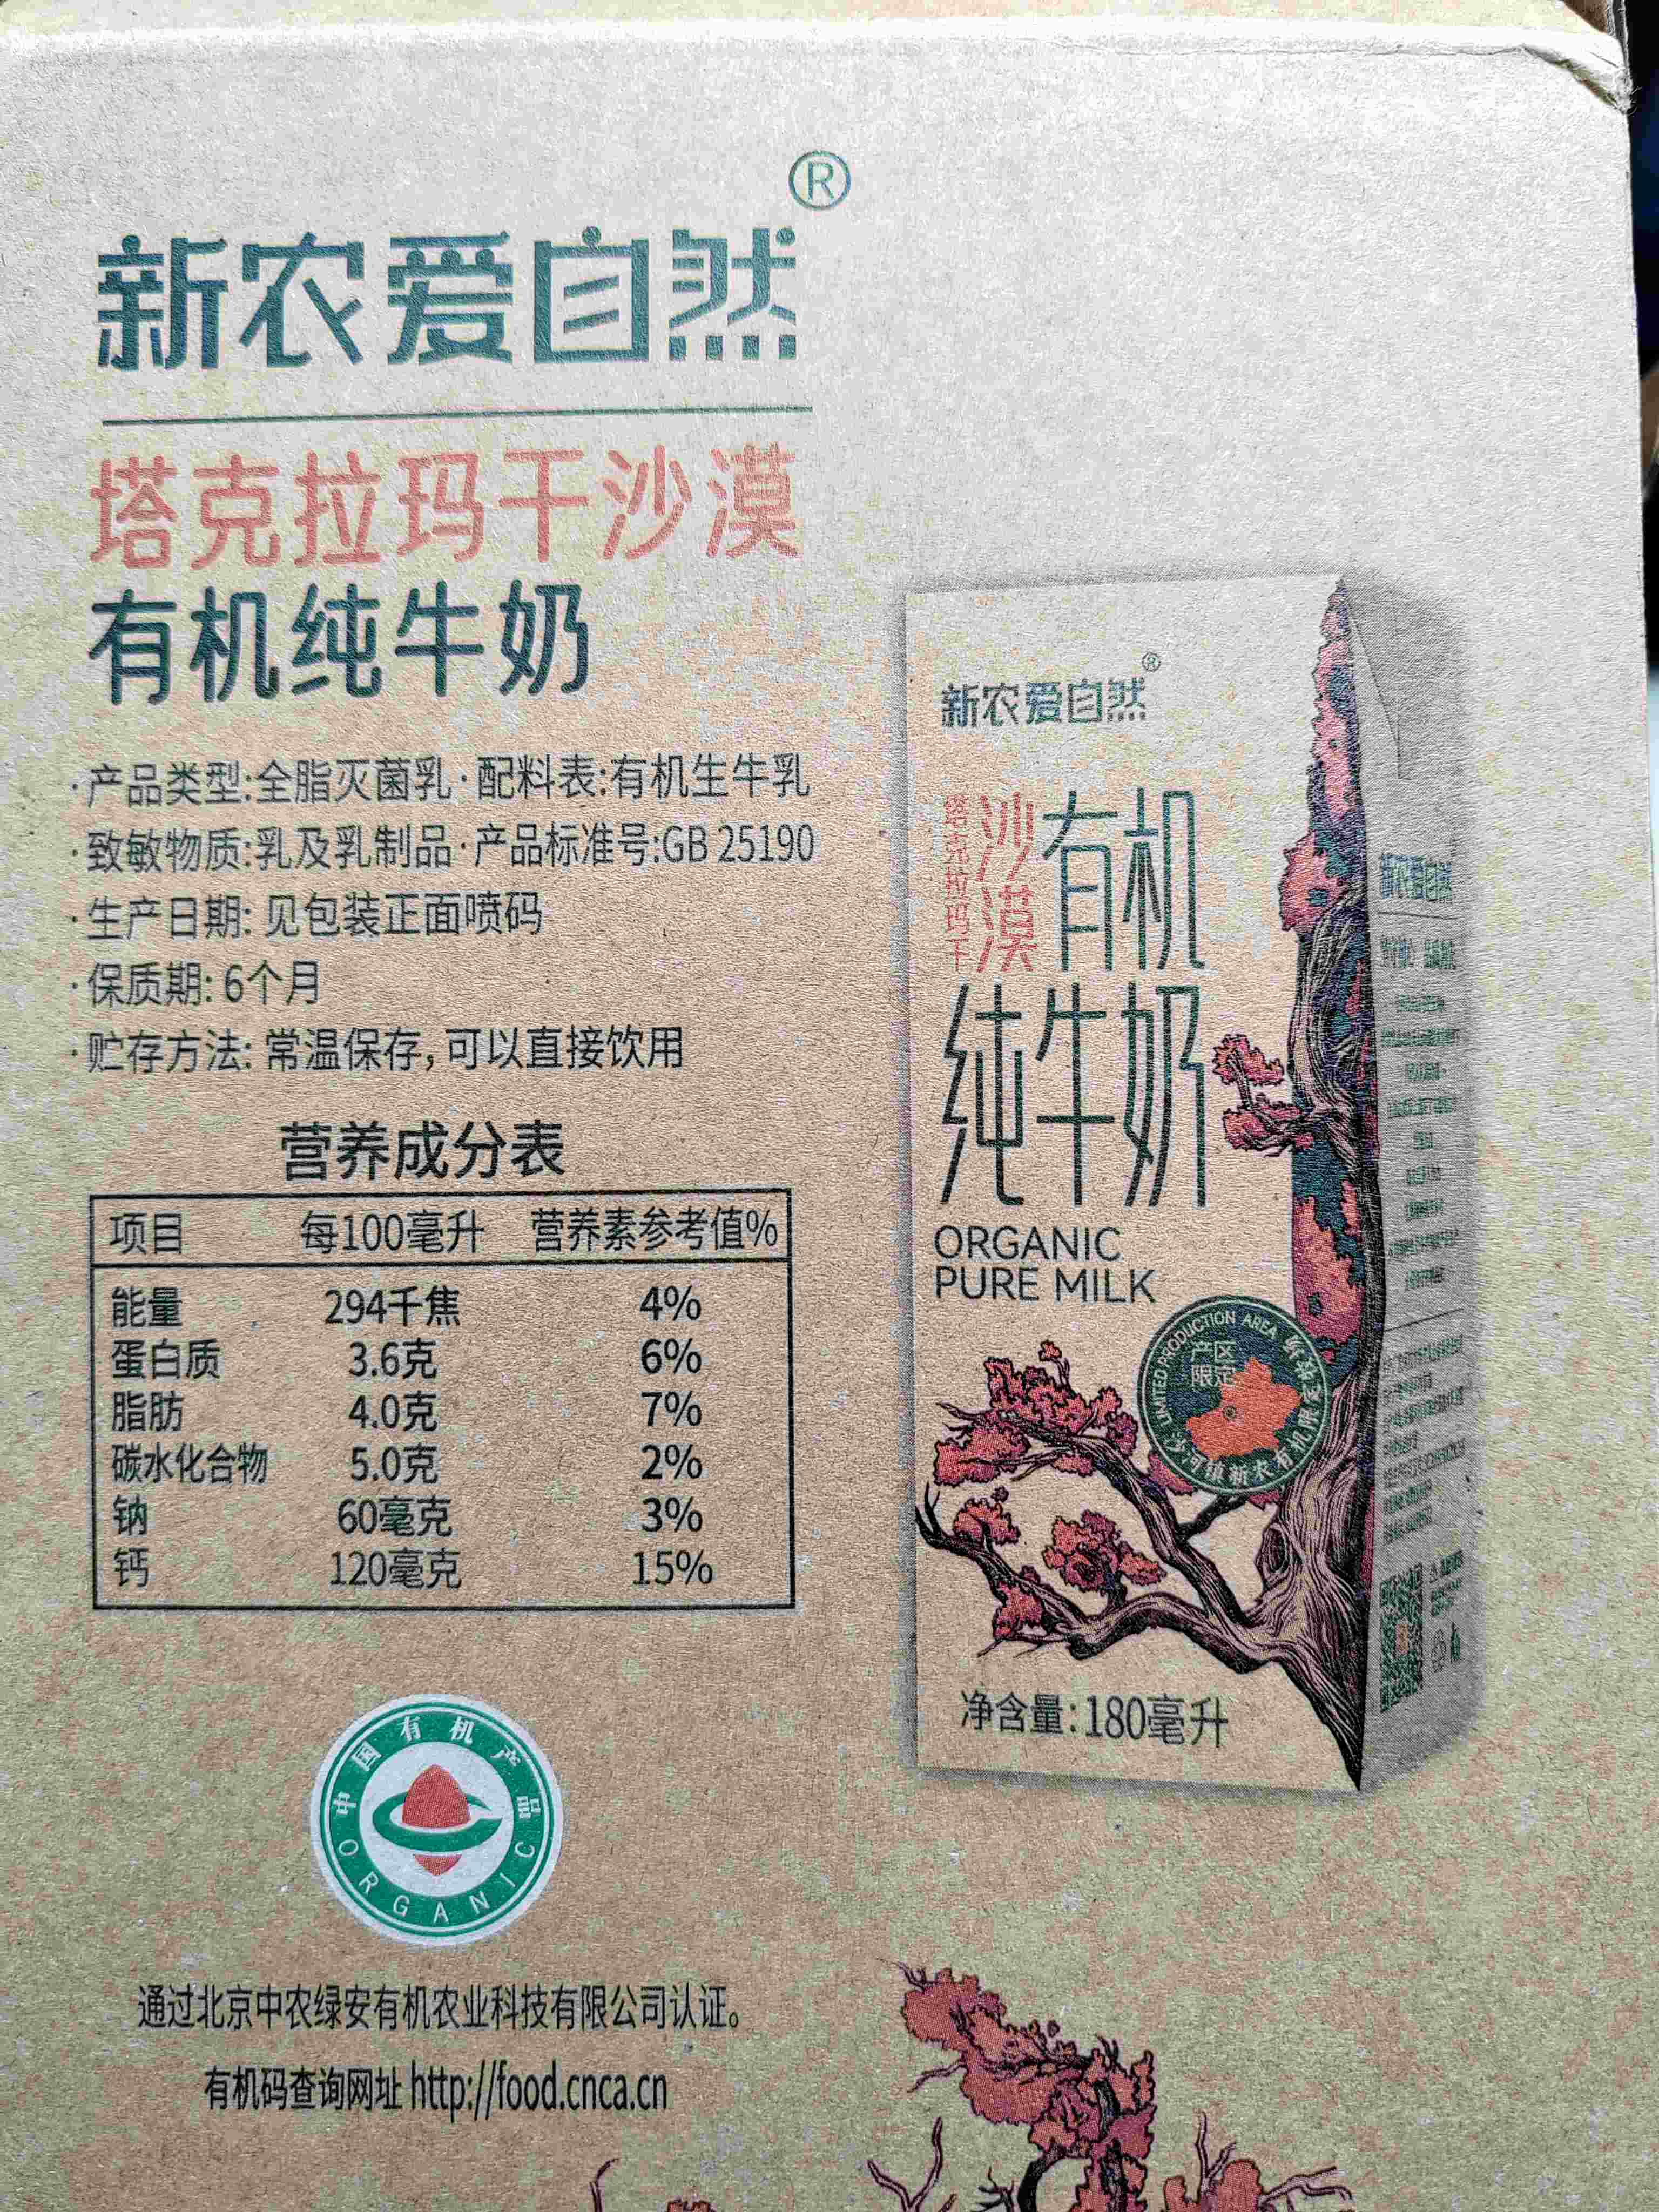 新农爱自然®
塔克拉玛干沙漠
有机纯牛奶
·产品类型:全脂灭菌乳·配料表:有机生牛乳
·致敏物质:乳及乳制品·产品标准号:GB 25190
·生产日期: 见包装正面喷码
·保质期: 6个月
·贮存方法: 常温保存, 可以直接饮用
营养成分表
项目 每100毫升 营养素参考值%
能量 294千焦 4%
蛋白质 3.6克 6%
脂肪 4.0克 7%
碳水化合物 5.0克 2%
钠 60毫克 3%
钙 120毫克 15%
中国有机产品
ORGANIC
通过北京中农绿安有机农业科技有限公司认证。
有机码查询网址 http://food.cnca.cn
新农爱自然®
塔克拉玛干
沙漠
有机
纯牛奶
ORGANIC
PURE MILK
LIMITED PRODUCTION AREA
产区
限定
沙河镇新农有机限定
净含量:180毫升